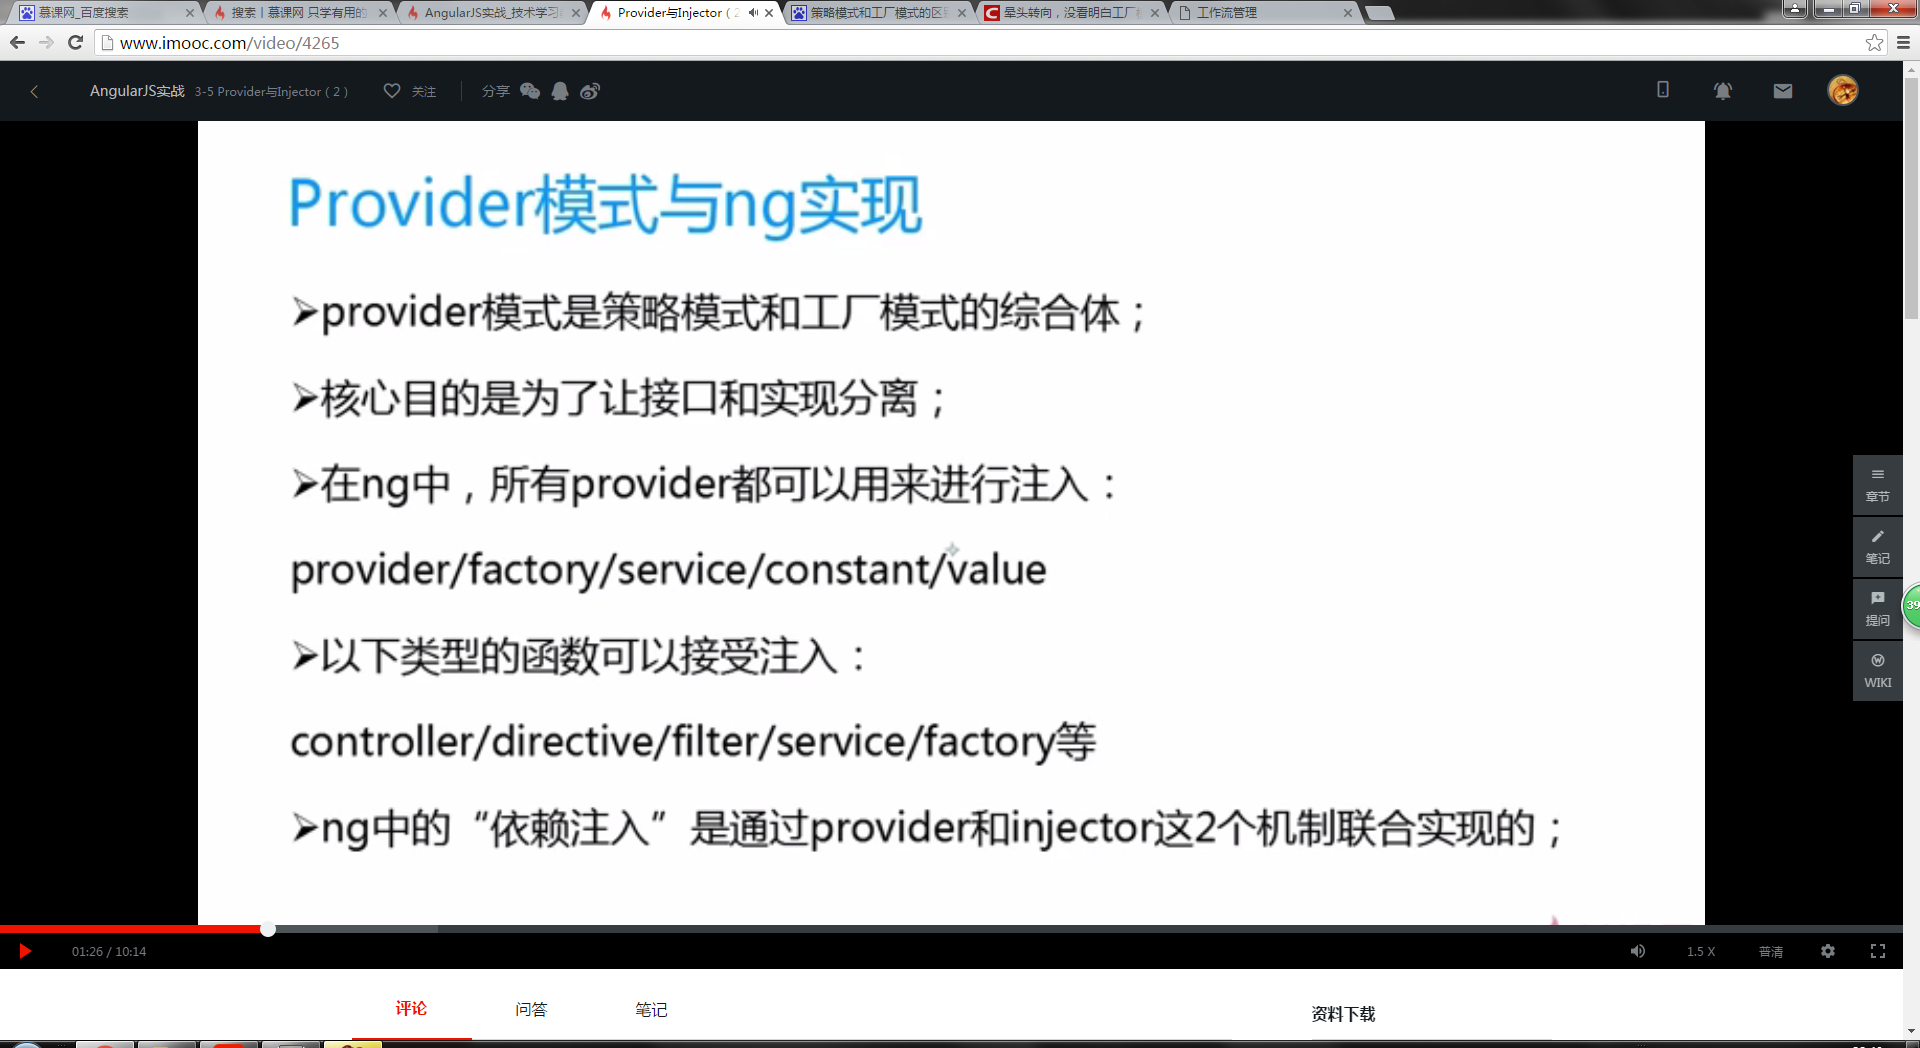 慕课网_百度搜索
搜索丨慕课网 只学有用的
AngularJS实战_技术学习
Provider与Injector（2
策略模式和工厂模式的区
晕头转向，没看明白工厂
工作流管理
www.imooc.com/video/4265
AngularJS实战 3-5 Provider与Injector（2） 关注 分享
Provider模式与ng实现
➢provider模式是策略模式和工厂模式的综合体；
➢核心目的是为了让接口和实现分离；
➢在ng中，所有provider都可以用来进行注入：
provider/factory/service/constant/value
➢以下类型的函数可以接受注入：
controller/directive/filter/service/factory等
➢ng中的“依赖注入”是通过provider和injector这2个机制联合实现的；
章节
笔记
提问
39
WIKI
01:26 / 10:14 1.5 X 普清
评论 问答 笔记 资料下载